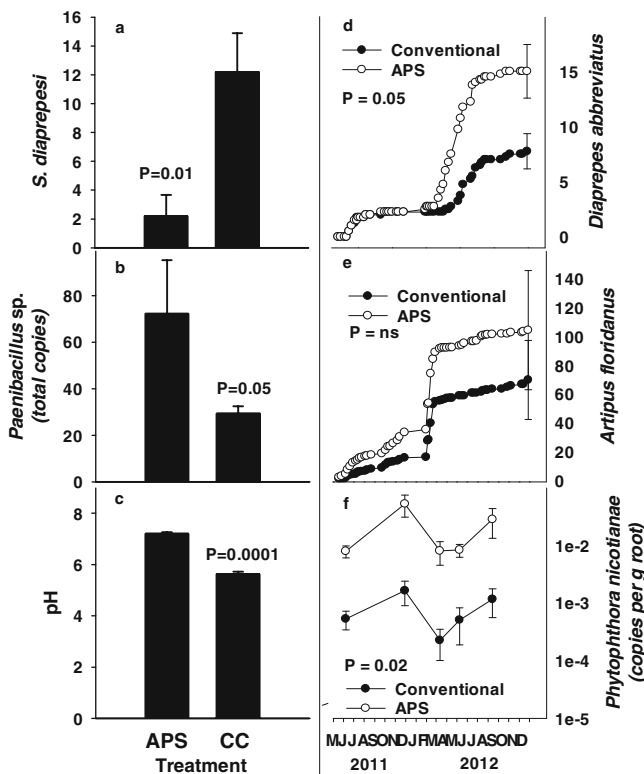 a
S. diaprepesi
16
14
12
10
8
6
4
2
0
P=0.01
b
Paenibacillus sp.
(total copies)
80
60
40
20
0
P=0.05
c
pH
8
6
4
2
0
P=0.0001
APS CC
Treatment
d
Conventional
APS
P = 0.05
15
10
5
0
Diaprepes abbreviatus
e
Conventional
APS
P = ns
140
120
100
80
60
40
20
0
Artipus floridanus
f
1e-2
1e-3
1e-4
1e-5
P = 0.02
Conventional
APS
Phytophthora nicotianae
(copies per g root)
MJJASONDJFMAMJJASOND
2011 2012